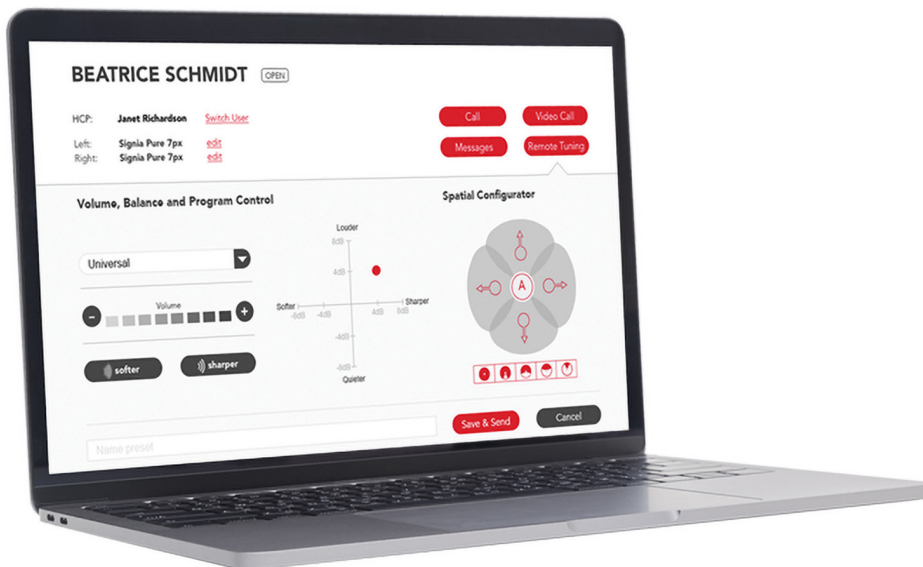 BEATRICE SCHMIDT OPEN
HCP: Janet Richardson Switch User
Left: Signia Pure 7px edit
Right: Signia Pure 7px edit
Call Video Call
Messages Remote Tuning
Volume, Balance and Program Control
Universal
Volume
softer sharper
Louder
8dB
4dB
Softer Sharper
-8dB -4dB 4dB 8dB
-4dB
-8dB
Quieter
Spatial Configurator
A
Name preset
Save & Send Cancel